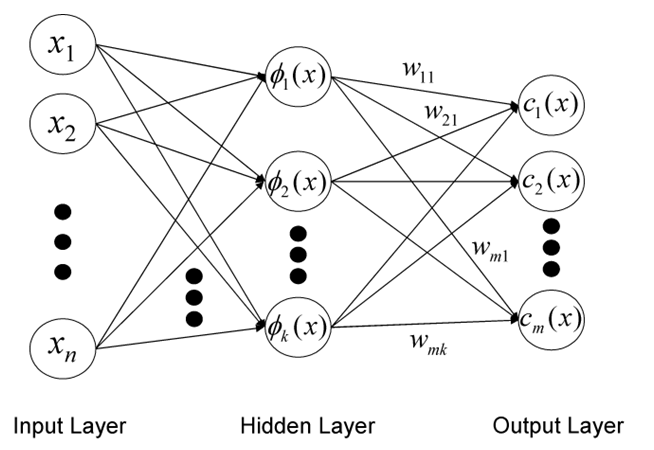 x₁
x₂
xₙ
ϕ₁(x)
ϕ₂(x)
ϕₖ(x)
w₁₁
w₂₁
wₘ₁
wₘₖ
c₁(x)
c₂(x)
cₘ(x)
Input Layer
Hidden Layer
Output Layer